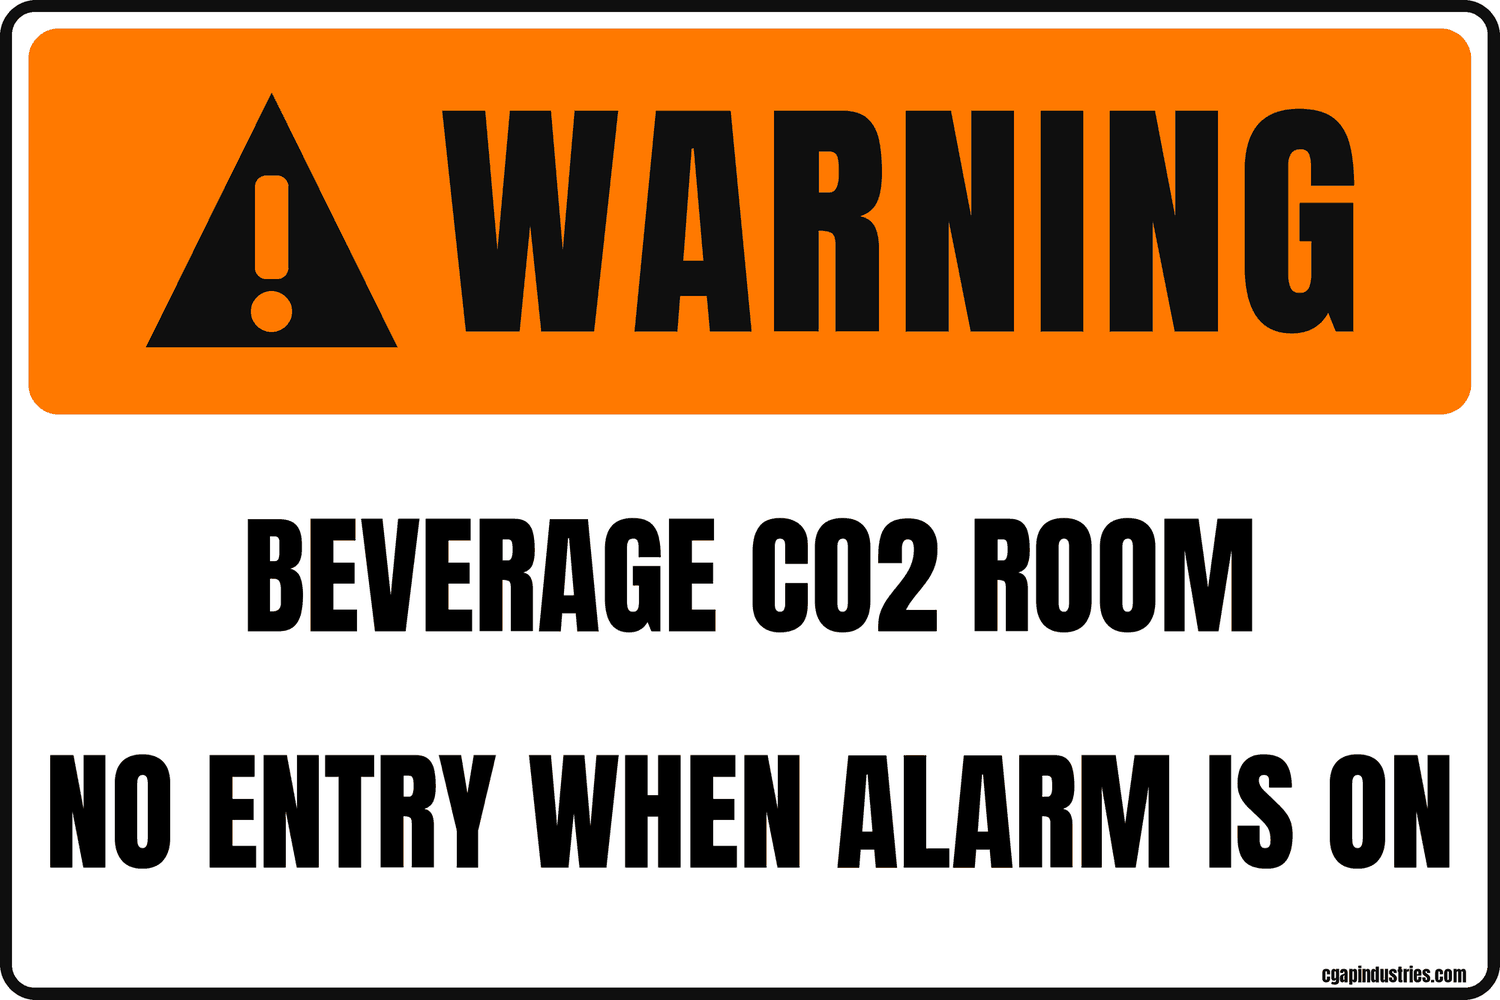 WARNING
BEVERAGE CO2 ROOM
NO ENTRY WHEN ALARM IS ON
cgapindustries.com